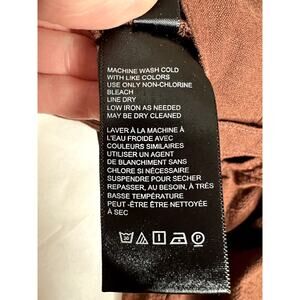 MACHINE WASH COLD
WITH LIKE COLORS
USE ONLY NON-CHLORINE
BLEACH
LINE DRY
LOW IRON AS NEEDED
MAY BE DRY CLEANED
LAVER À LA MACHINE À
L'EAU FROIDE AVEC
COULEURS SIMILAIRES
UTILISER UN AGENT
DE BLANCHIMENT SANS
CHLORE SI NÉCESSAIRE
SUSPENDRE POUR SÉCHER
REPASSER, AU BESOIN, À TRÈS
BASSE TEMPÉRATURE
PEUT -ÊTRE ÊTRE NETTOYÉE
À SEC
P